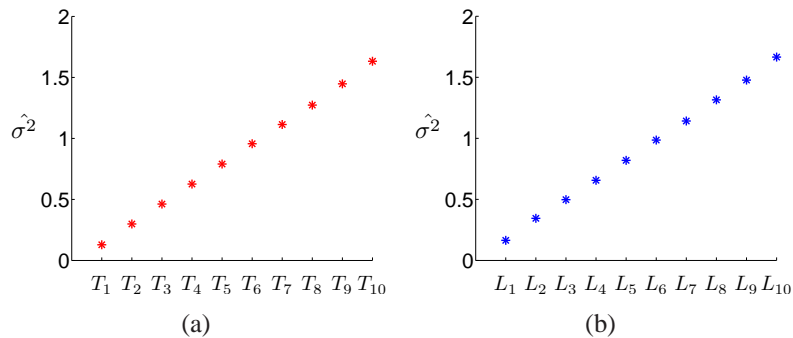 2
1.5
1
0.5
0
σ̂²
T₁ T₂ T₃ T₄ T₅ T₆ T₇ T₈ T₉ T₁₀
(a)
2
1.5
1
0.5
0
σ̂²
L₁ L₂ L₃ L₄ L₅ L₆ L₇ L₈ L₉ L₁₀
(b)